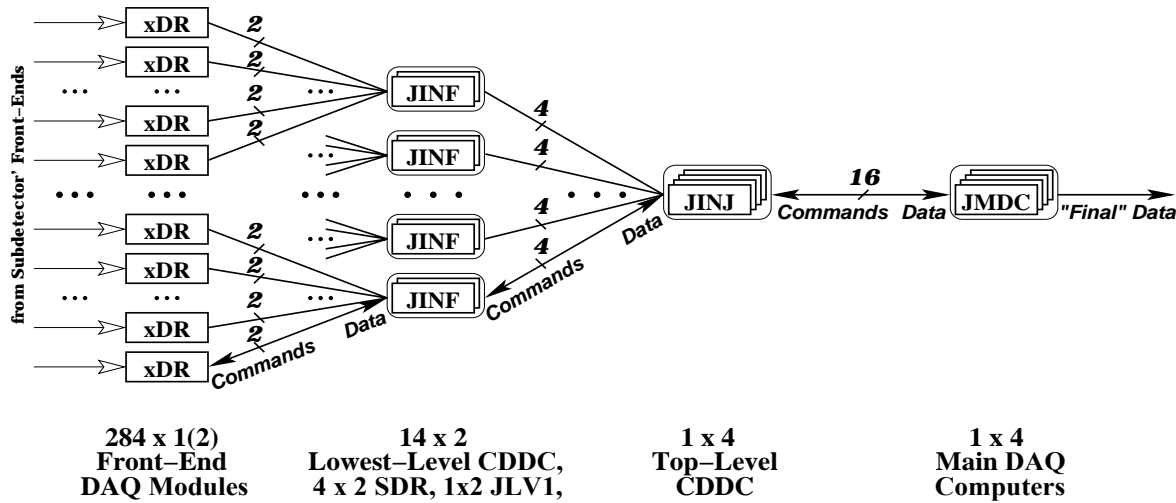 from Subdetector' Front-Ends
xDR
2
xDR
2
... ... ...
xDR
2
xDR
2
JINF
JINF
...
... ... ... ... ...
xDR
2
xDR
2
... ... ...
xDR
2
xDR
2
Commands
Data
JINF
...
JINF
4
4
4
4
Commands
Data
JINJ
16
Commands Data
JMDC
"Final" Data
284 x 1(2)
Front–End
DAQ Modules
14 x 2
Lowest–Level CDDC,
4 x 2 SDR, 1x2 JLV1,
1 x 4
Top–Level
CDDC
1 x 4
Main DAQ
Computers